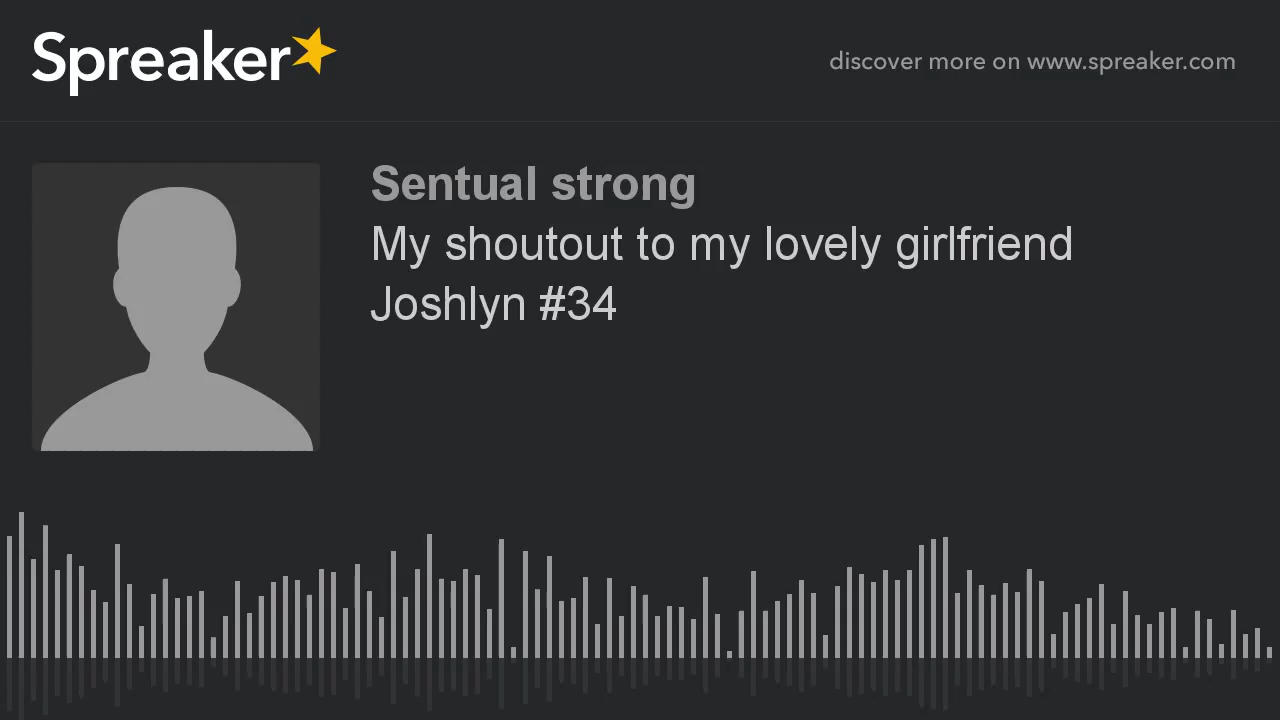 Spreaker
discover more on www.spreaker.com
Sentual strong
My shoutout to my lovely girlfriend
Joshlyn #34